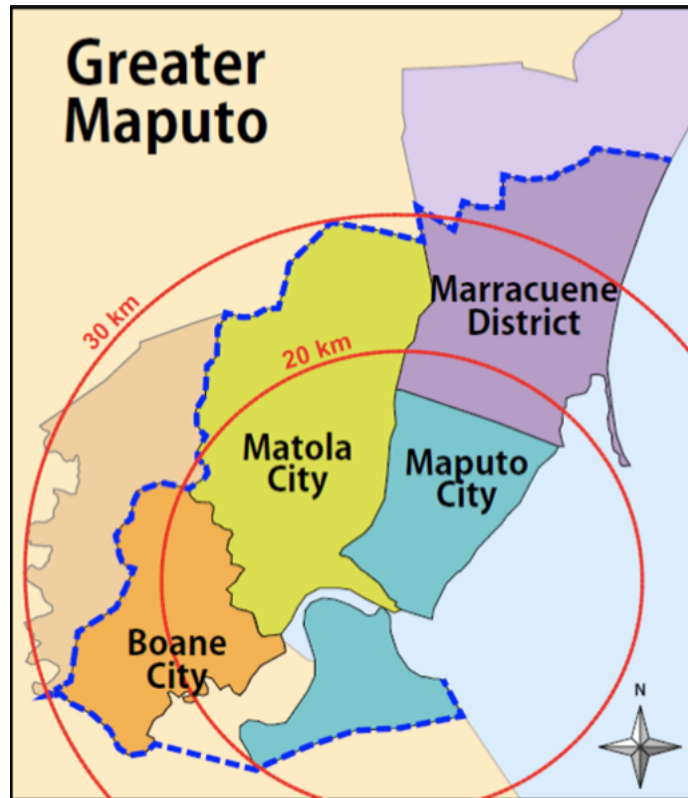 Greater
Maputo
30 km
20 km
Marracuene
District
Matola
City
Maputo
City
Boane
City
N